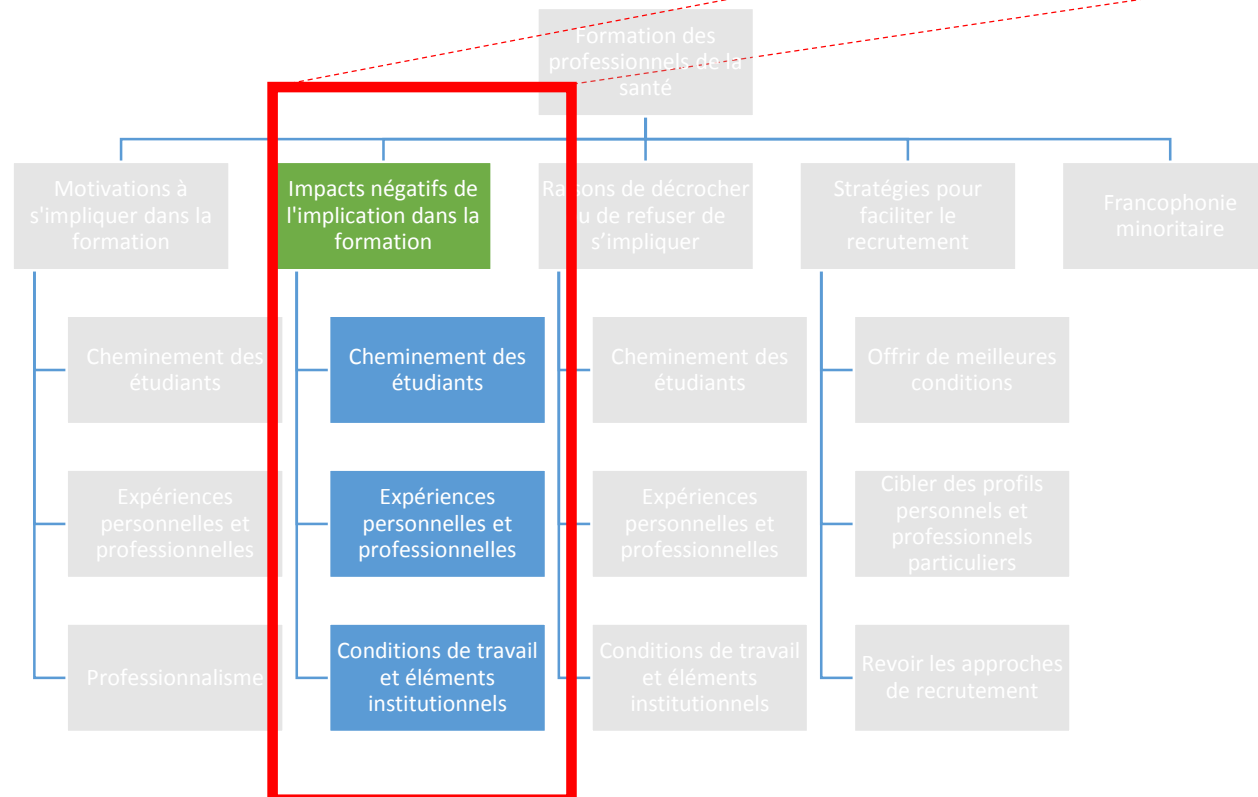 Formation des
professionnels de la
santé
Motivations à
s'impliquer dans la
formation
Impacts négatifs de
l'implication dans la
formation
Raisons de décrocher
ou de refuser de
s’impliquer
Stratégies pour
faciliter le
recrutement
Francophonie
minoritaire
Cheminement des
étudiants
Expériences
personnelles et
professionnelles
Professionnalisme
Cheminement des
étudiants
Expériences
personnelles et
professionnelles
Conditions de travail
et éléments
institutionnels
Cheminement des
étudiants
Expériences
personnelles et
professionnelles
Conditions de travail
et éléments
institutionnels
Offrir de meilleures
conditions
Cibler des profils
personnels et
professionnels
particuliers
Revoir les approches
de recrutement